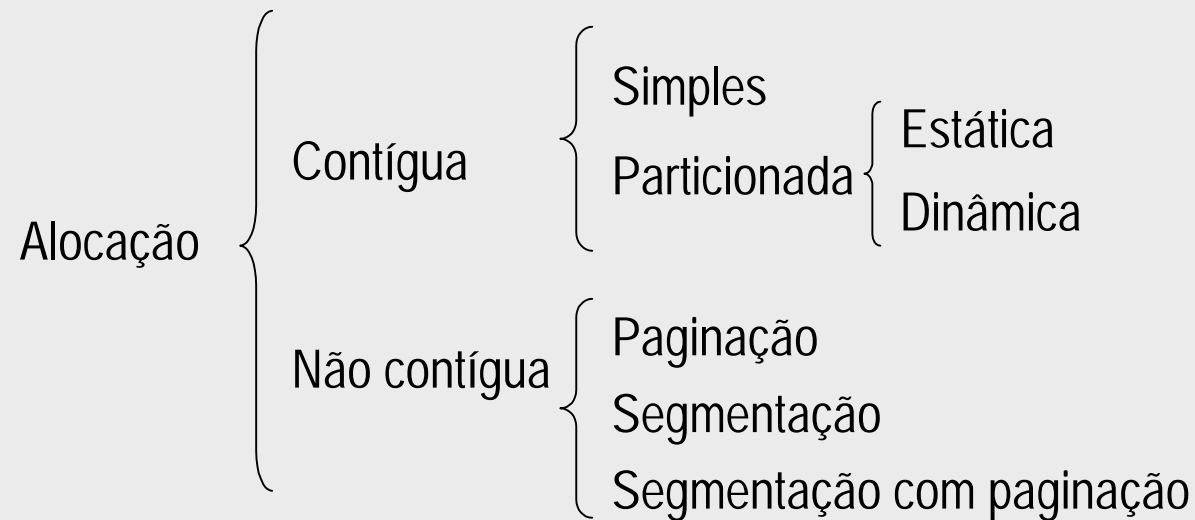 Alocação
Contígua
Simples
Particionada
Estática
Dinâmica
Não contígua
Paginação
Segmentação
Segmentação com paginação